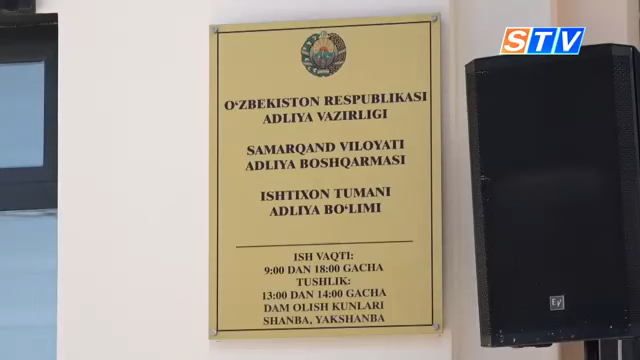 STV
O‘ZBEKISTON RESPUBLIKASI
ADLIYA VAZIRLIGI
SAMARQAND VILOYATI
ADLIYA BOSHQARMASI
ISHTIXON TUMANI
ADLIYA BO‘LIMI
ISH VAQTI:
9:00 DAN 18:00 GACHA
TUSHLIK:
13:00 DAN 14:00 GACHA
DAM OLISH KUNLARI
SHANBA, YAKSHANBA
EV